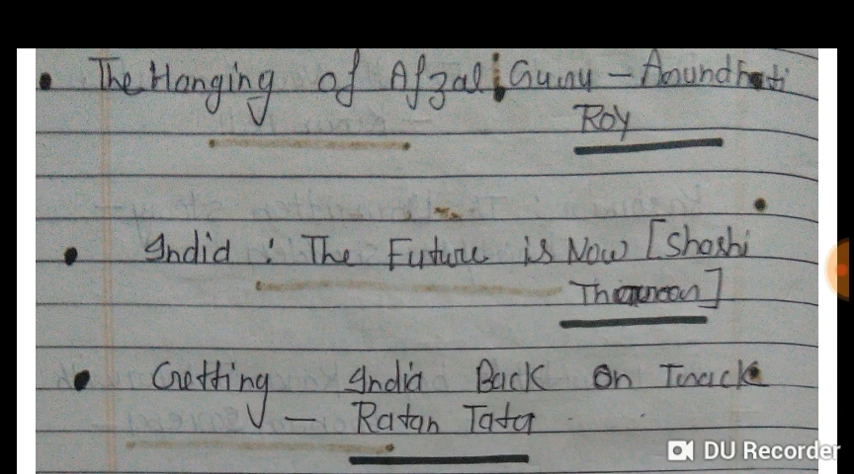 • The Hanging of Afzal Guru - Arundhati
Roy
• India : The Future is Now [Shashi
Tharoor]
• Getting India Back on Track
- Ratan Tata
DU Recorder